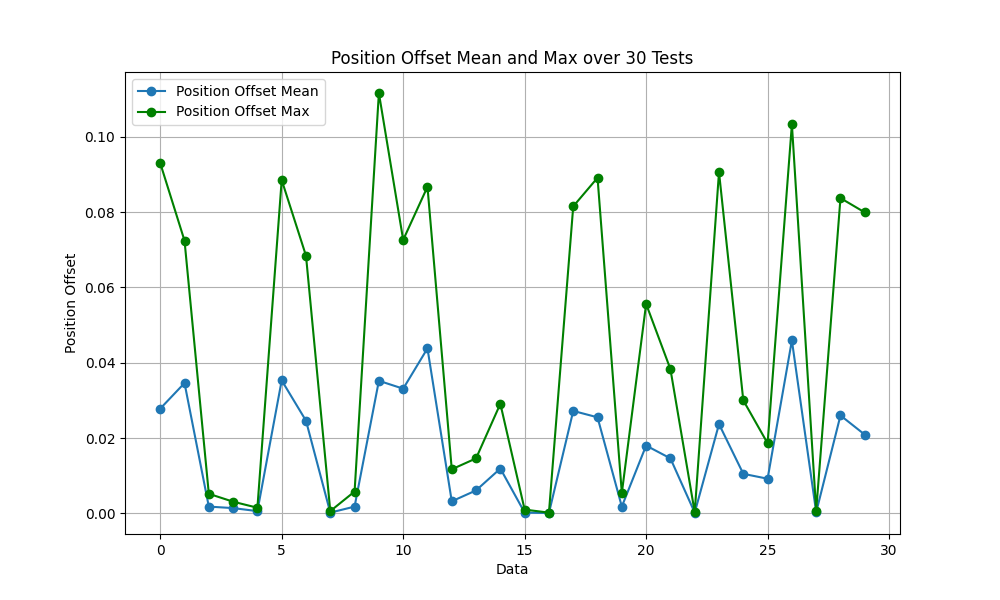 Position Offset Mean and Max over 30 Tests
Position Offset Mean
Position Offset Max
Position Offset
0.10
0.08
0.06
0.04
0.02
0.00
0 5 10 15 20 25 30
Data